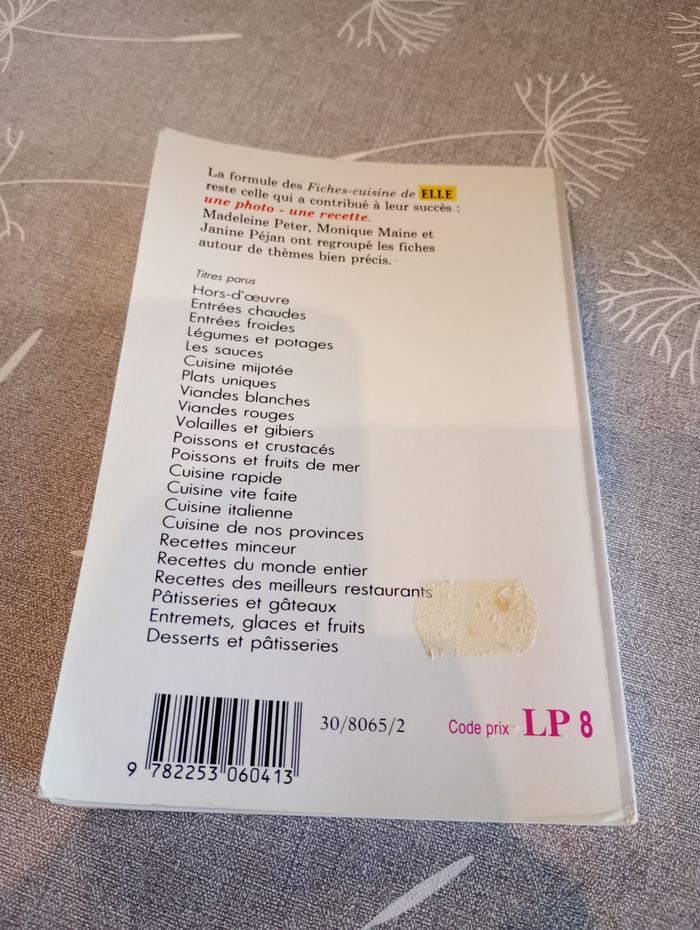 La formule des Fiches-cuisine de ELLE
reste celle qui a contribué à leur succès :
une photo - une recette.
Madeleine Peter, Monique Maine et
Janine Péjan ont regroupé les fiches
autour de thèmes bien précis.
Titres parus
Hors-d'œuvre
Entrées chaudes
Entrées froides
Légumes et potages
Les sauces
Cuisine mijotée
Plats uniques
Viandes blanches
Viandes rouges
Volailles et gibiers
Poissons et crustacés
Poissons et fruits de mer
Cuisine rapide
Cuisine vite faite
Cuisine italienne
Cuisine de nos provinces
Recettes minceur
Recettes du monde entier
Recettes des meilleurs restaurants
Pâtisseries et gâteaux
Entremets, glaces et fruits
Desserts et pâtisseries
30/8065/2
Code prix LP 8
9 782253 060413